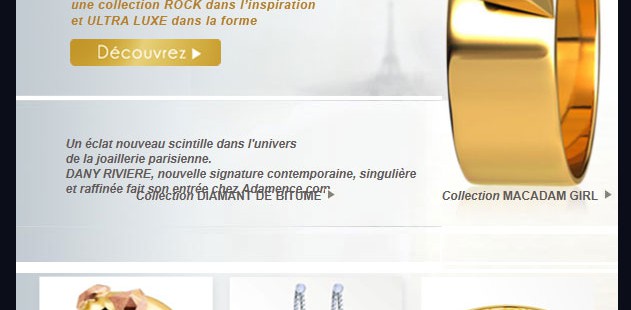 une collection ROCK dans l'inspiration
et ULTRA LUXE dans la forme
Découvrez
Un éclat nouveau scintille dans l'univers
de la joaillerie parisienne.
DANY RIVIERE, nouvelle signature contemporaine, singulière
et raffinée fait son entrée chez Adamence.com
Collection DIAMANT DE BITUME
Collection MACADAM GIRL